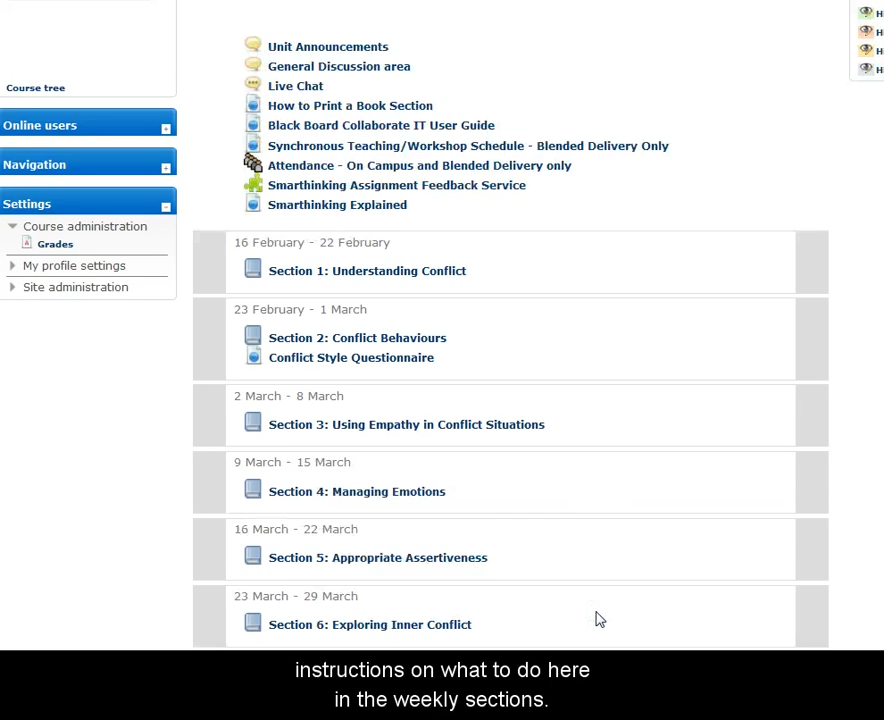 Course tree
Online users
Navigation
Settings
Course administration
Grades
My profile settings
Site administration
Unit Announcements
General Discussion area
Live Chat
How to Print a Book Section
Black Board Collaborate IT User Guide
Synchronous Teaching/Workshop Schedule - Blended Delivery Only
Attendance - On Campus and Blended Delivery only
Smarthinking Assignment Feedback Service
Smarthinking Explained
16 February - 22 February
Section 1: Understanding Conflict
23 February - 1 March
Section 2: Conflict Behaviours
Conflict Style Questionnaire
2 March - 8 March
Section 3: Using Empathy in Conflict Situations
9 March - 15 March
Section 4: Managing Emotions
16 March - 22 March
Section 5: Appropriate Assertiveness
23 March - 29 March
Section 6: Exploring Inner Conflict
instructions on what to do here
in the weekly sections.